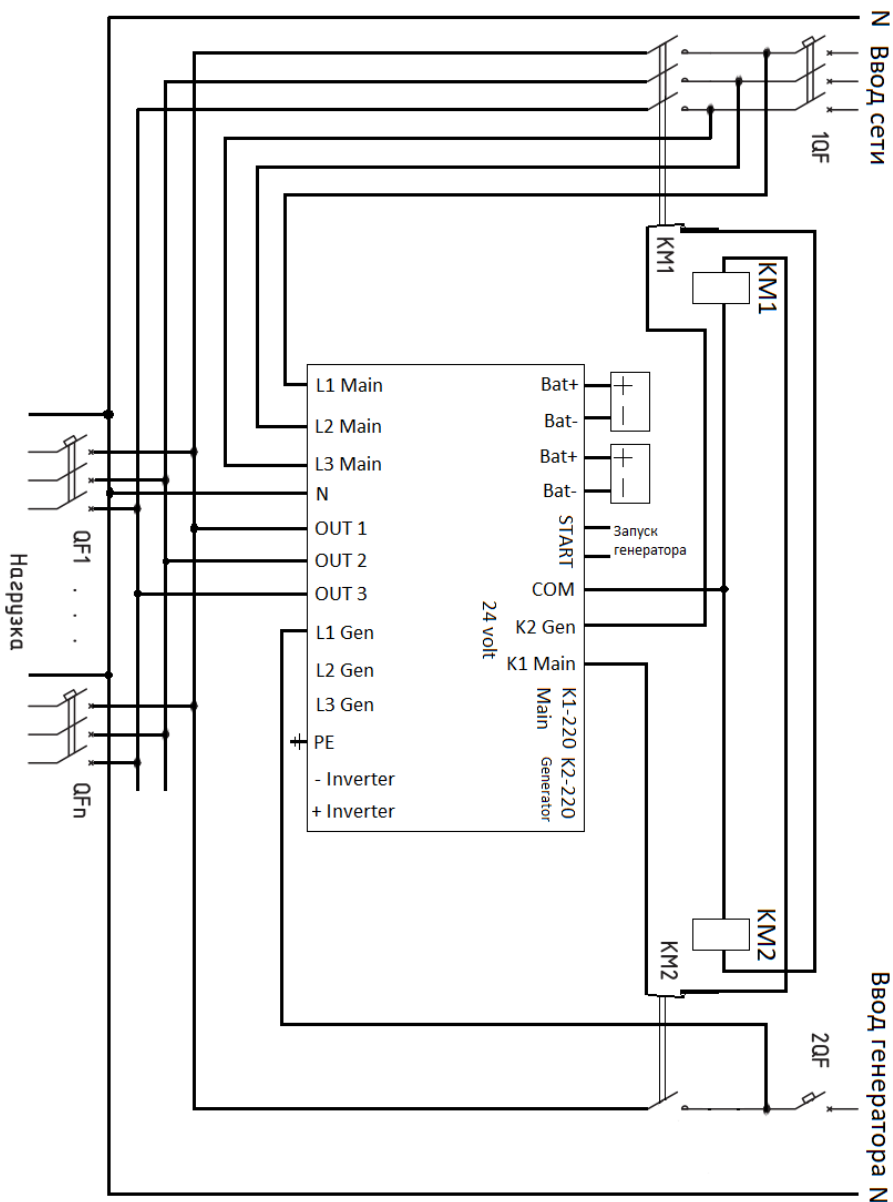 N Ввод сети
1QF
KM1
KM1
L1 Main
L2 Main
L3 Main
N
OUT 1
OUT 2
OUT 3
L1 Gen
L2 Gen
L3 Gen
PE
- Inverter
+ Inverter
Bat+
Bat-
Bat+
Bat-
START
COM
K2 Gen
K1 Main
24 volt
K1-220 K2-220
Main Generator
+
−
+
−
Запуск
генератора
QF1 . . . QFn
Нагрузка
KM2
KM2
2QF
Ввод генератора N